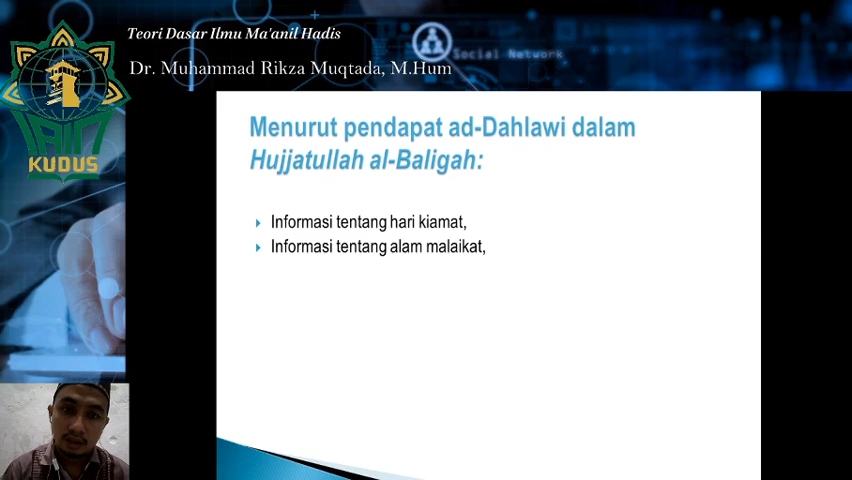 Teori Dasar Ilmu Ma'anil Hadis
Social Network
Dr. Muhammad Rikza Muqtada, M.Hum
IAIN
KUDUS
Menurut pendapat ad-Dahlawi dalam
Hujjatullah al-Baligah:
Informasi tentang hari kiamat,
Informasi tentang alam malaikat,